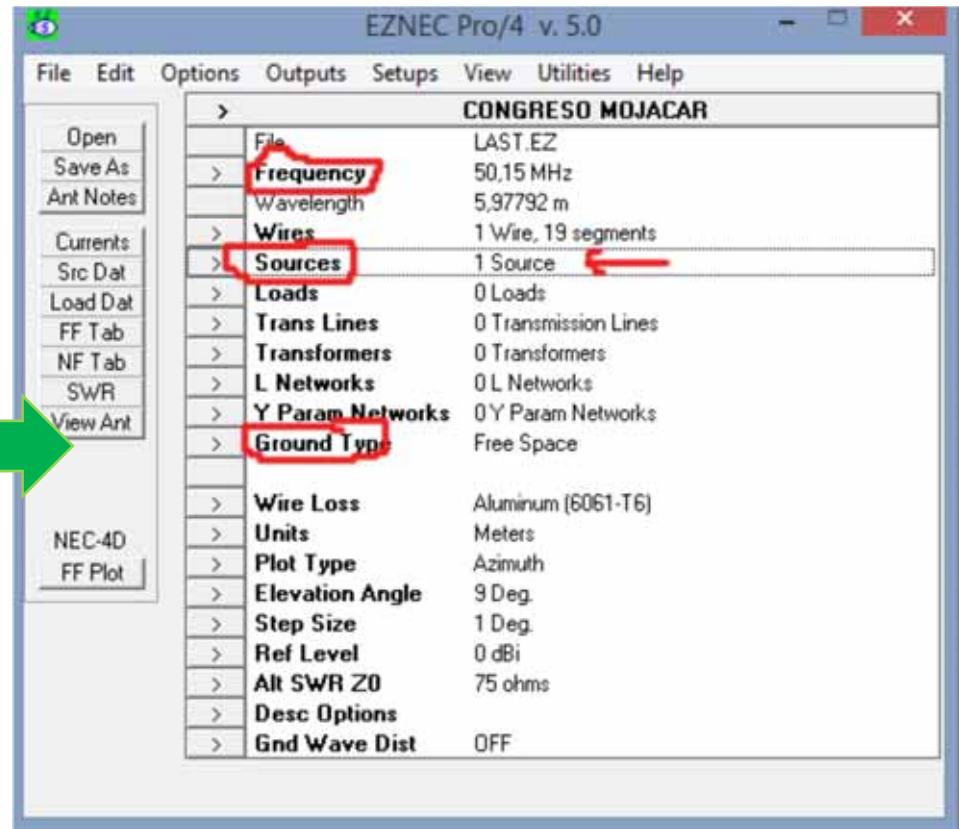 EZNEC Pro/4 v. 5.0
File Edit Options Outputs Setups View Utilities Help
Open
Save As
Ant Notes
Currents
Src Dat
Load Dat
FF Tab
NF Tab
SWR
View Ant
NEC-4D
FF Plot
> CONGRESO MOJACAR
File LAST.EZ
> Frequency 50,15 MHz
Wavelength 5,97792 m
> Wires 1 Wire, 19 segments
> Sources 1 Source
> Loads 0 Loads
> Trans Lines 0 Transmission Lines
> Transformers 0 Transformers
> L Networks 0 L Networks
> Y Param Networks 0 Y Param Networks
> Ground Type Free Space
> Wire Loss Aluminum (6061-T6)
> Units Meters
> Plot Type Azimuth
> Elevation Angle 9 Deg.
> Step Size 1 Deg.
> Ref Level 0 dBi
> Alt SWR Z0 75 ohms
> Desc Options
> Gnd Wave Dist OFF